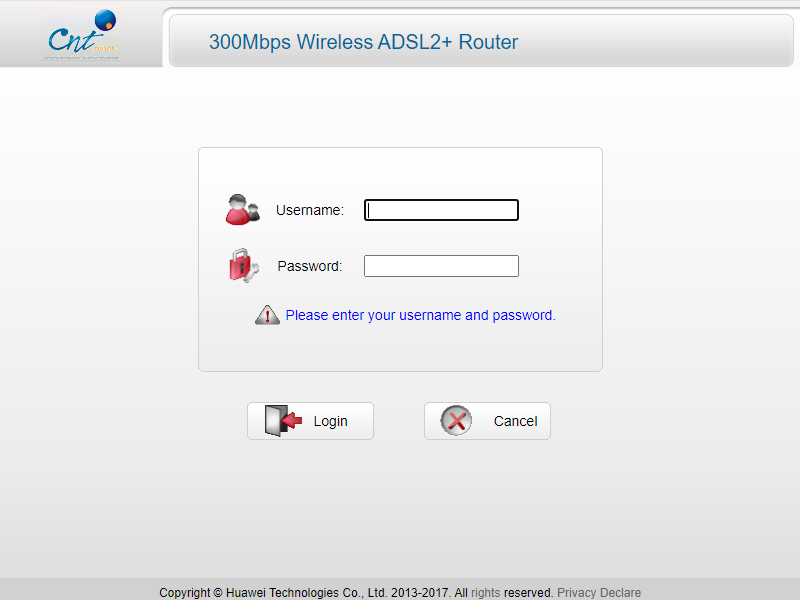 Cnt
300Mbps Wireless ADSL2+ Router
Username:
Password:
Please enter your username and password.
Login
Cancel
Copyright © Huawei Technologies Co., Ltd. 2013-2017. All rights reserved. Privacy Declare